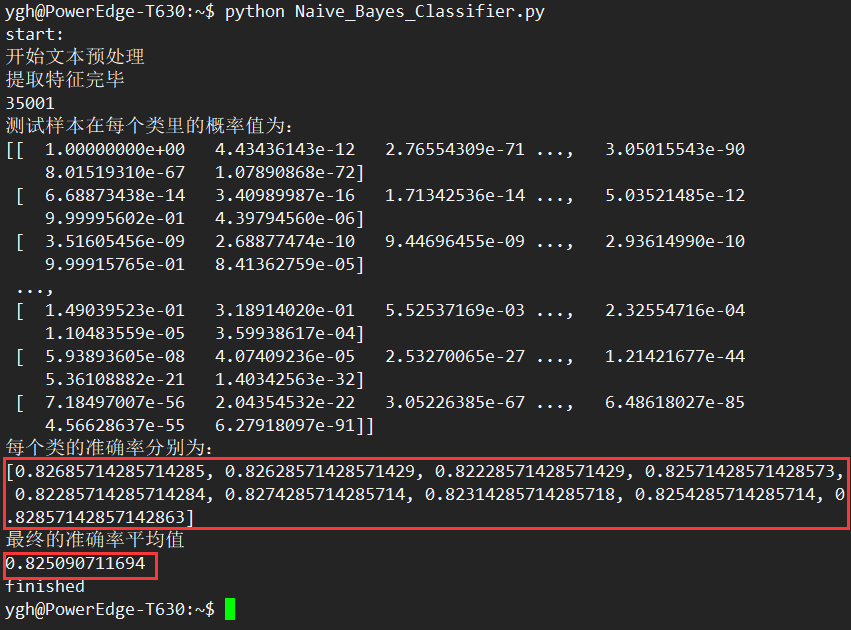 ygh@PowerEdge-T630:~$ python Naive_Bayes_Classifier.py
start:
开始文本预处理
提取特征完毕
35001
测试样本在每个类里的概率值为:
[[  1.00000000e+00   4.43436143e-12   2.76554309e-71 ...,   3.05015543e-90
    8.01519310e-67   1.07890868e-72]
 [  6.68873438e-14   3.40989987e-16   1.71342536e-14 ...,   5.03521485e-12
    9.99995602e-01   4.39794560e-06]
 [  3.51605456e-09   2.68877474e-10   9.44696455e-09 ...,   2.93614990e-10
    9.99915765e-01   8.41362759e-05]
 ...,
 [  1.49039523e-01   3.18914020e-01   5.52537169e-03 ...,   2.32554716e-04
    1.10483559e-05   3.59938617e-04]
 [  5.93893605e-08   4.07409236e-05   2.53270065e-27 ...,   1.21421677e-44
    5.36108882e-21   1.40342563e-32]
 [  7.18497007e-56   2.04354532e-22   3.05226385e-67 ...,   6.48618027e-85
    4.56628637e-55   6.27918097e-91]]
每个类的准确率分别为:
[0.82685714285714285, 0.82628571428571429, 0.82228571428571429, 0.82571428571428573,
 0.82285714285714284, 0.8274285714285714, 0.82314285714285718, 0.8254285714285714, 0
.82857142857142863]
最终的准确率平均值
0.825090711694
finished
ygh@PowerEdge-T630:~$